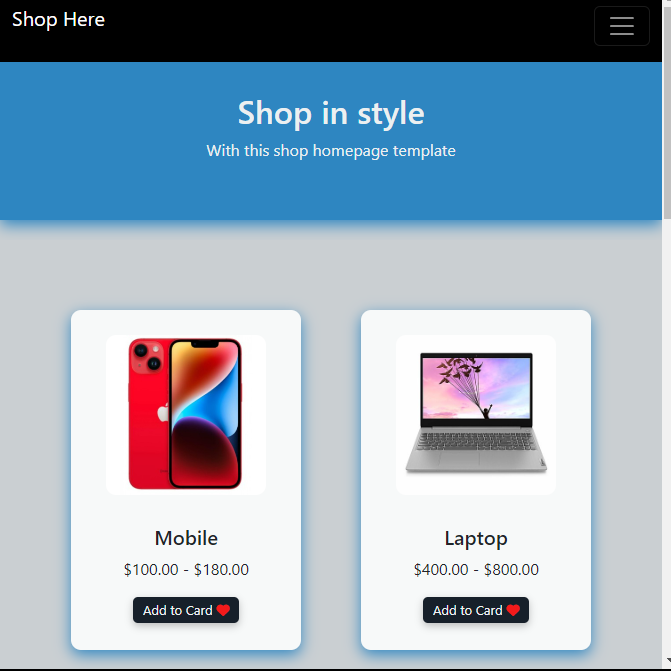 Shop Here
Shop in style
With this shop homepage template
Mobile
$100.00 - $180.00
Add to Card
Laptop
$400.00 - $800.00
Add to Card